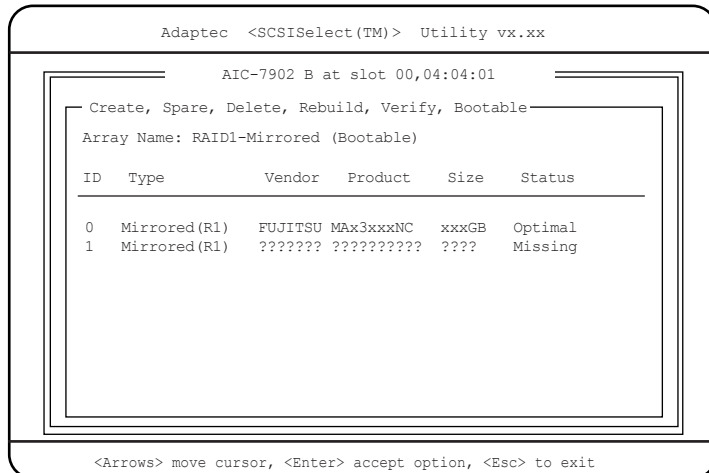 Adaptec <SCSISelect(TM)> Utility vx.xx
AIC-7902 B at slot 00,04:04:01
Create, Spare, Delete, Rebuild, Verify, Bootable
Array Name: RAID1-Mirrored (Bootable)
ID Type Vendor Product Size Status
0 Mirrored(R1) FUJITSU MAx3xxxNC xxxGB Optimal
1 Mirrored(R1) ??????? ?????????? ???? Missing
<Arrows> move cursor, <Enter> accept option, <Esc> to exit